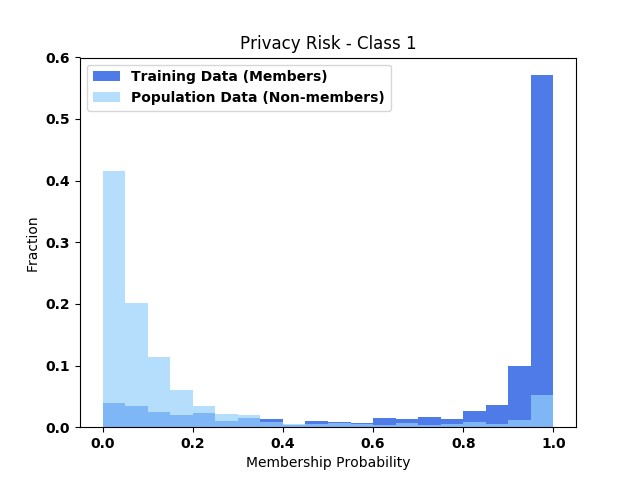 Privacy Risk - Class 1
Training Data (Members)
Population Data (Non-members)
Fraction
0.6
0.5
0.4
0.3
0.2
0.1
0.0
0.0 0.2 0.4 0.6 0.8 1.0
Membership Probability